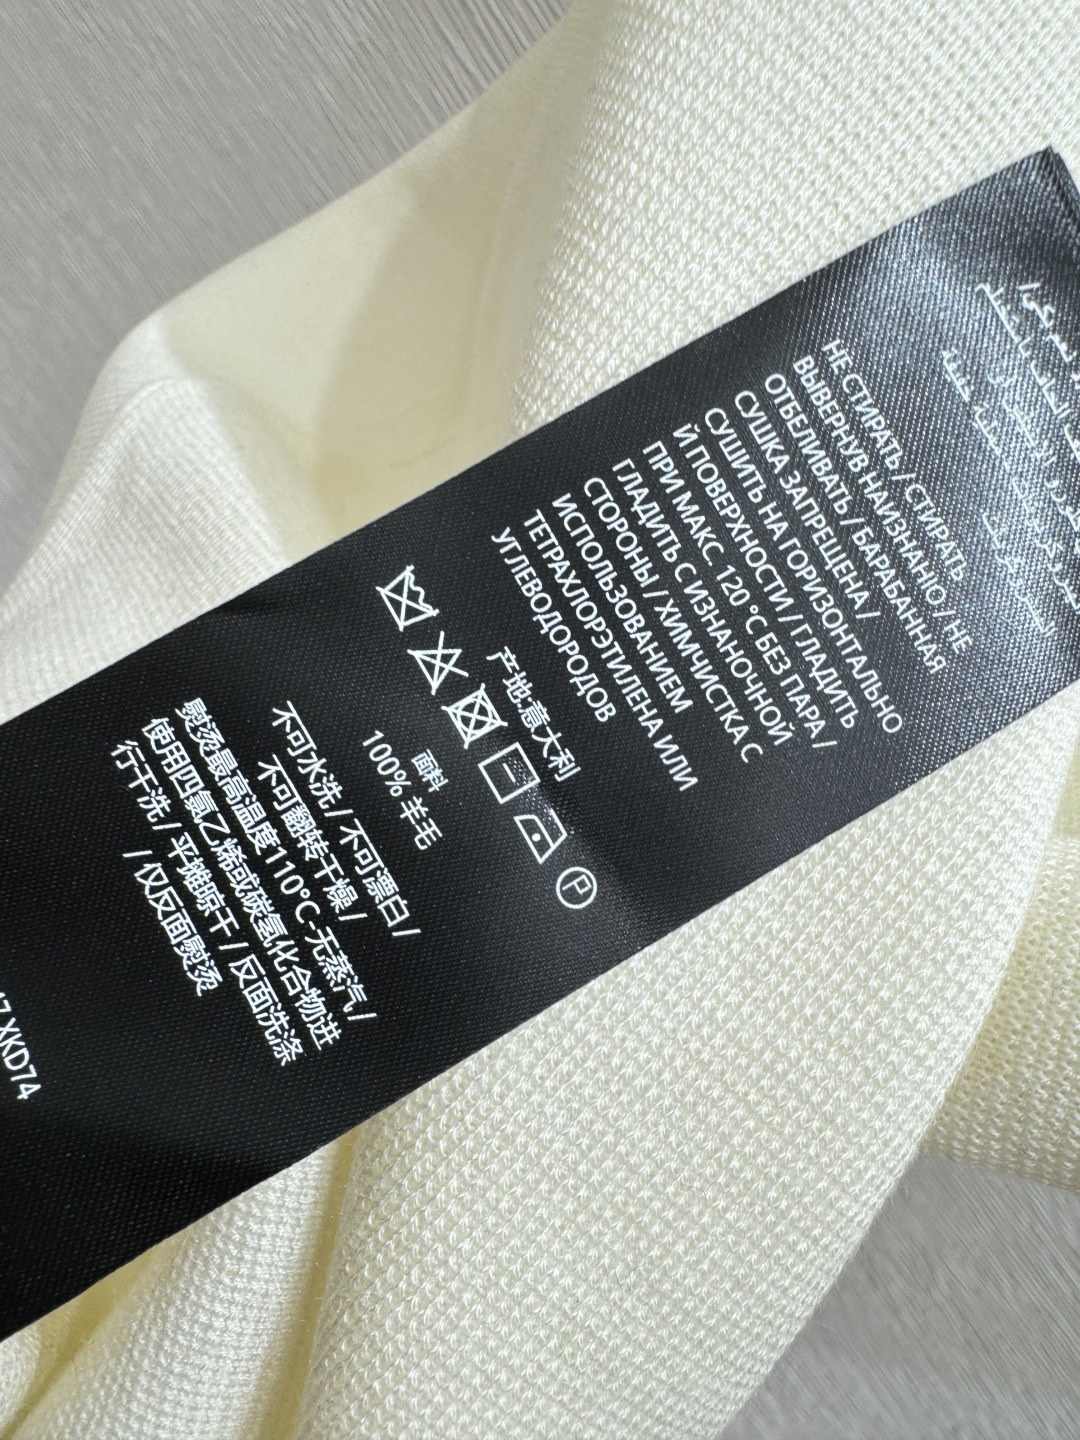 НЕ СТИРАТЬ / СТИРАТЬ
ВЫВЕРНУВ НАИЗНАНО / НЕ
ОТБЕЛИВАТЬ / БАРАБАННАЯ
СУШКА ЗАПРЕЩЕНА /
СУШИТЬ НА ГОРИЗОНТАЛЬНО
Й ПОВЕРХНОСТИ / ГЛАДИТЬ
ПРИ МАКС. 120 °C БЕЗ ПАРА /
ГЛАДИТЬ С ИЗНАНОЧНОЙ
СТОРОНЫ / ХИМЧИСТКА С
ИСПОЛЬЗОВАНИЕМ
ТЕТРАХЛОРЭТИЛЕНА ИЛИ
УГЛЕВОДОРОДОВ
产地:意大利
P
面料
100% 羊毛
不可水洗 / 不可漂白 /
不可翻转干燥 /
熨烫最高温度110°C-无蒸汽 /
使用四氯乙烯或碳氢化合物进
行干洗 / 平摊晾干 / 反面洗涤
/ 仅反面熨烫
XKD74